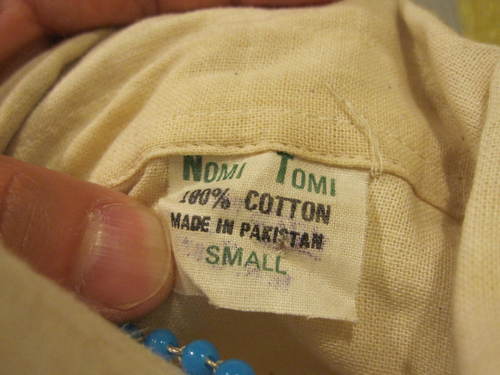 NOMI TOMI
100% COTTON
MADE IN PAKISTAN
SMALL